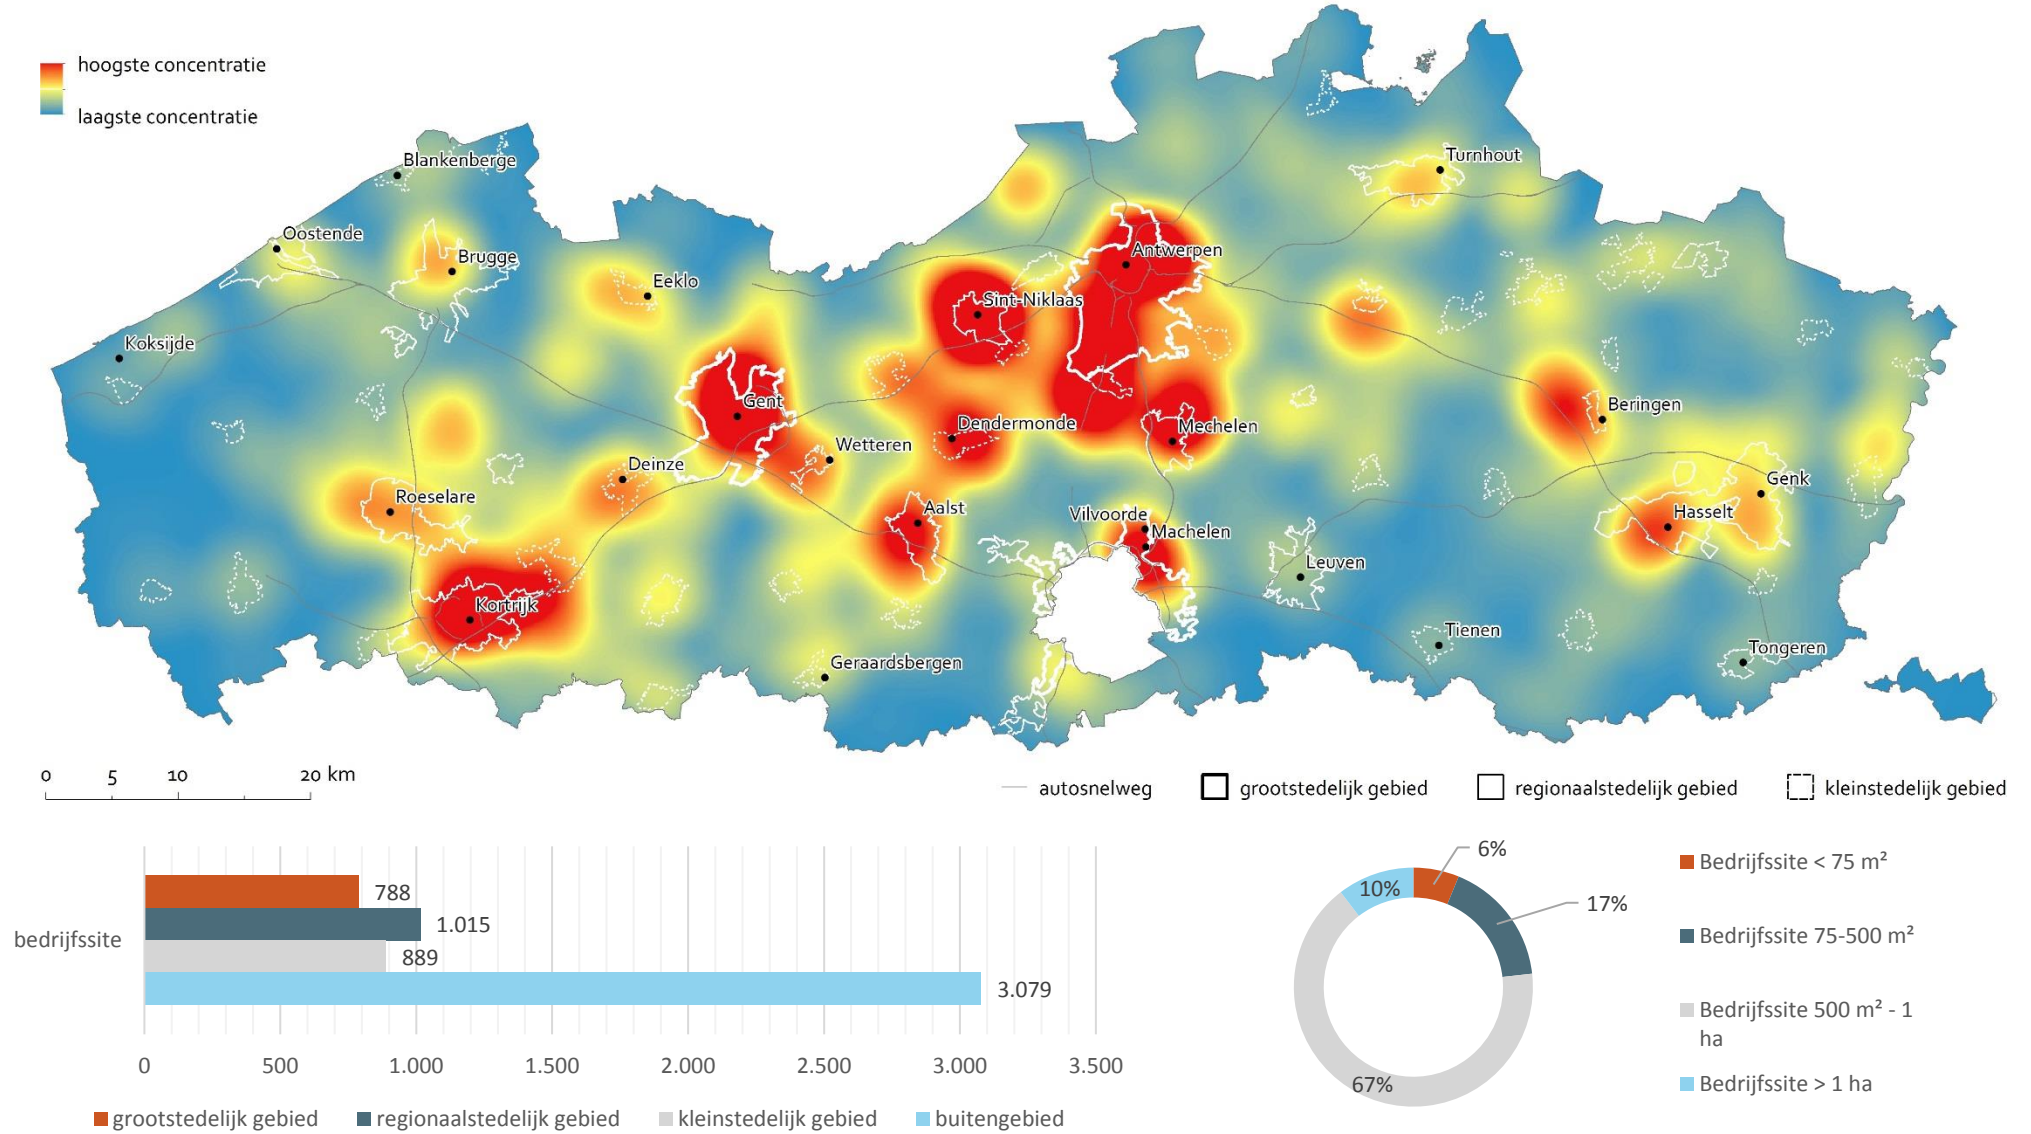 hoogste concentratie
laagste concentratie
Blankenberge
Turnhout
Oostende
Brugge
Antwerpen
Eeklo
Sint-Niklaas
Koksijde
Gent
Beringen
Dendermonde
Mechelen
Wetteren
Deinze
Roeselare
Genk
Aalst
Vilvoorde
Hasselt
Machelen
Leuven
Kortrijk
Tienen
Tongeren
Geraardsbergen
0 5 10 20 km
autosnelweg grootstedelijk gebied regionaalstedelijk gebied kleinstedelijk gebied
bedrijfssite
788
1.015
889
3.079
0 500 1.000 1.500 2.000 2.500 3.000 3.500
grootstedelijk gebied regionaalstedelijk gebied kleinstedelijk gebied buitengebied
6%
10%
17%
67%
Bedrijfssite < 75 m²
Bedrijfssite 75-500 m²
Bedrijfssite 500 m² - 1
ha
Bedrijfssite > 1 ha